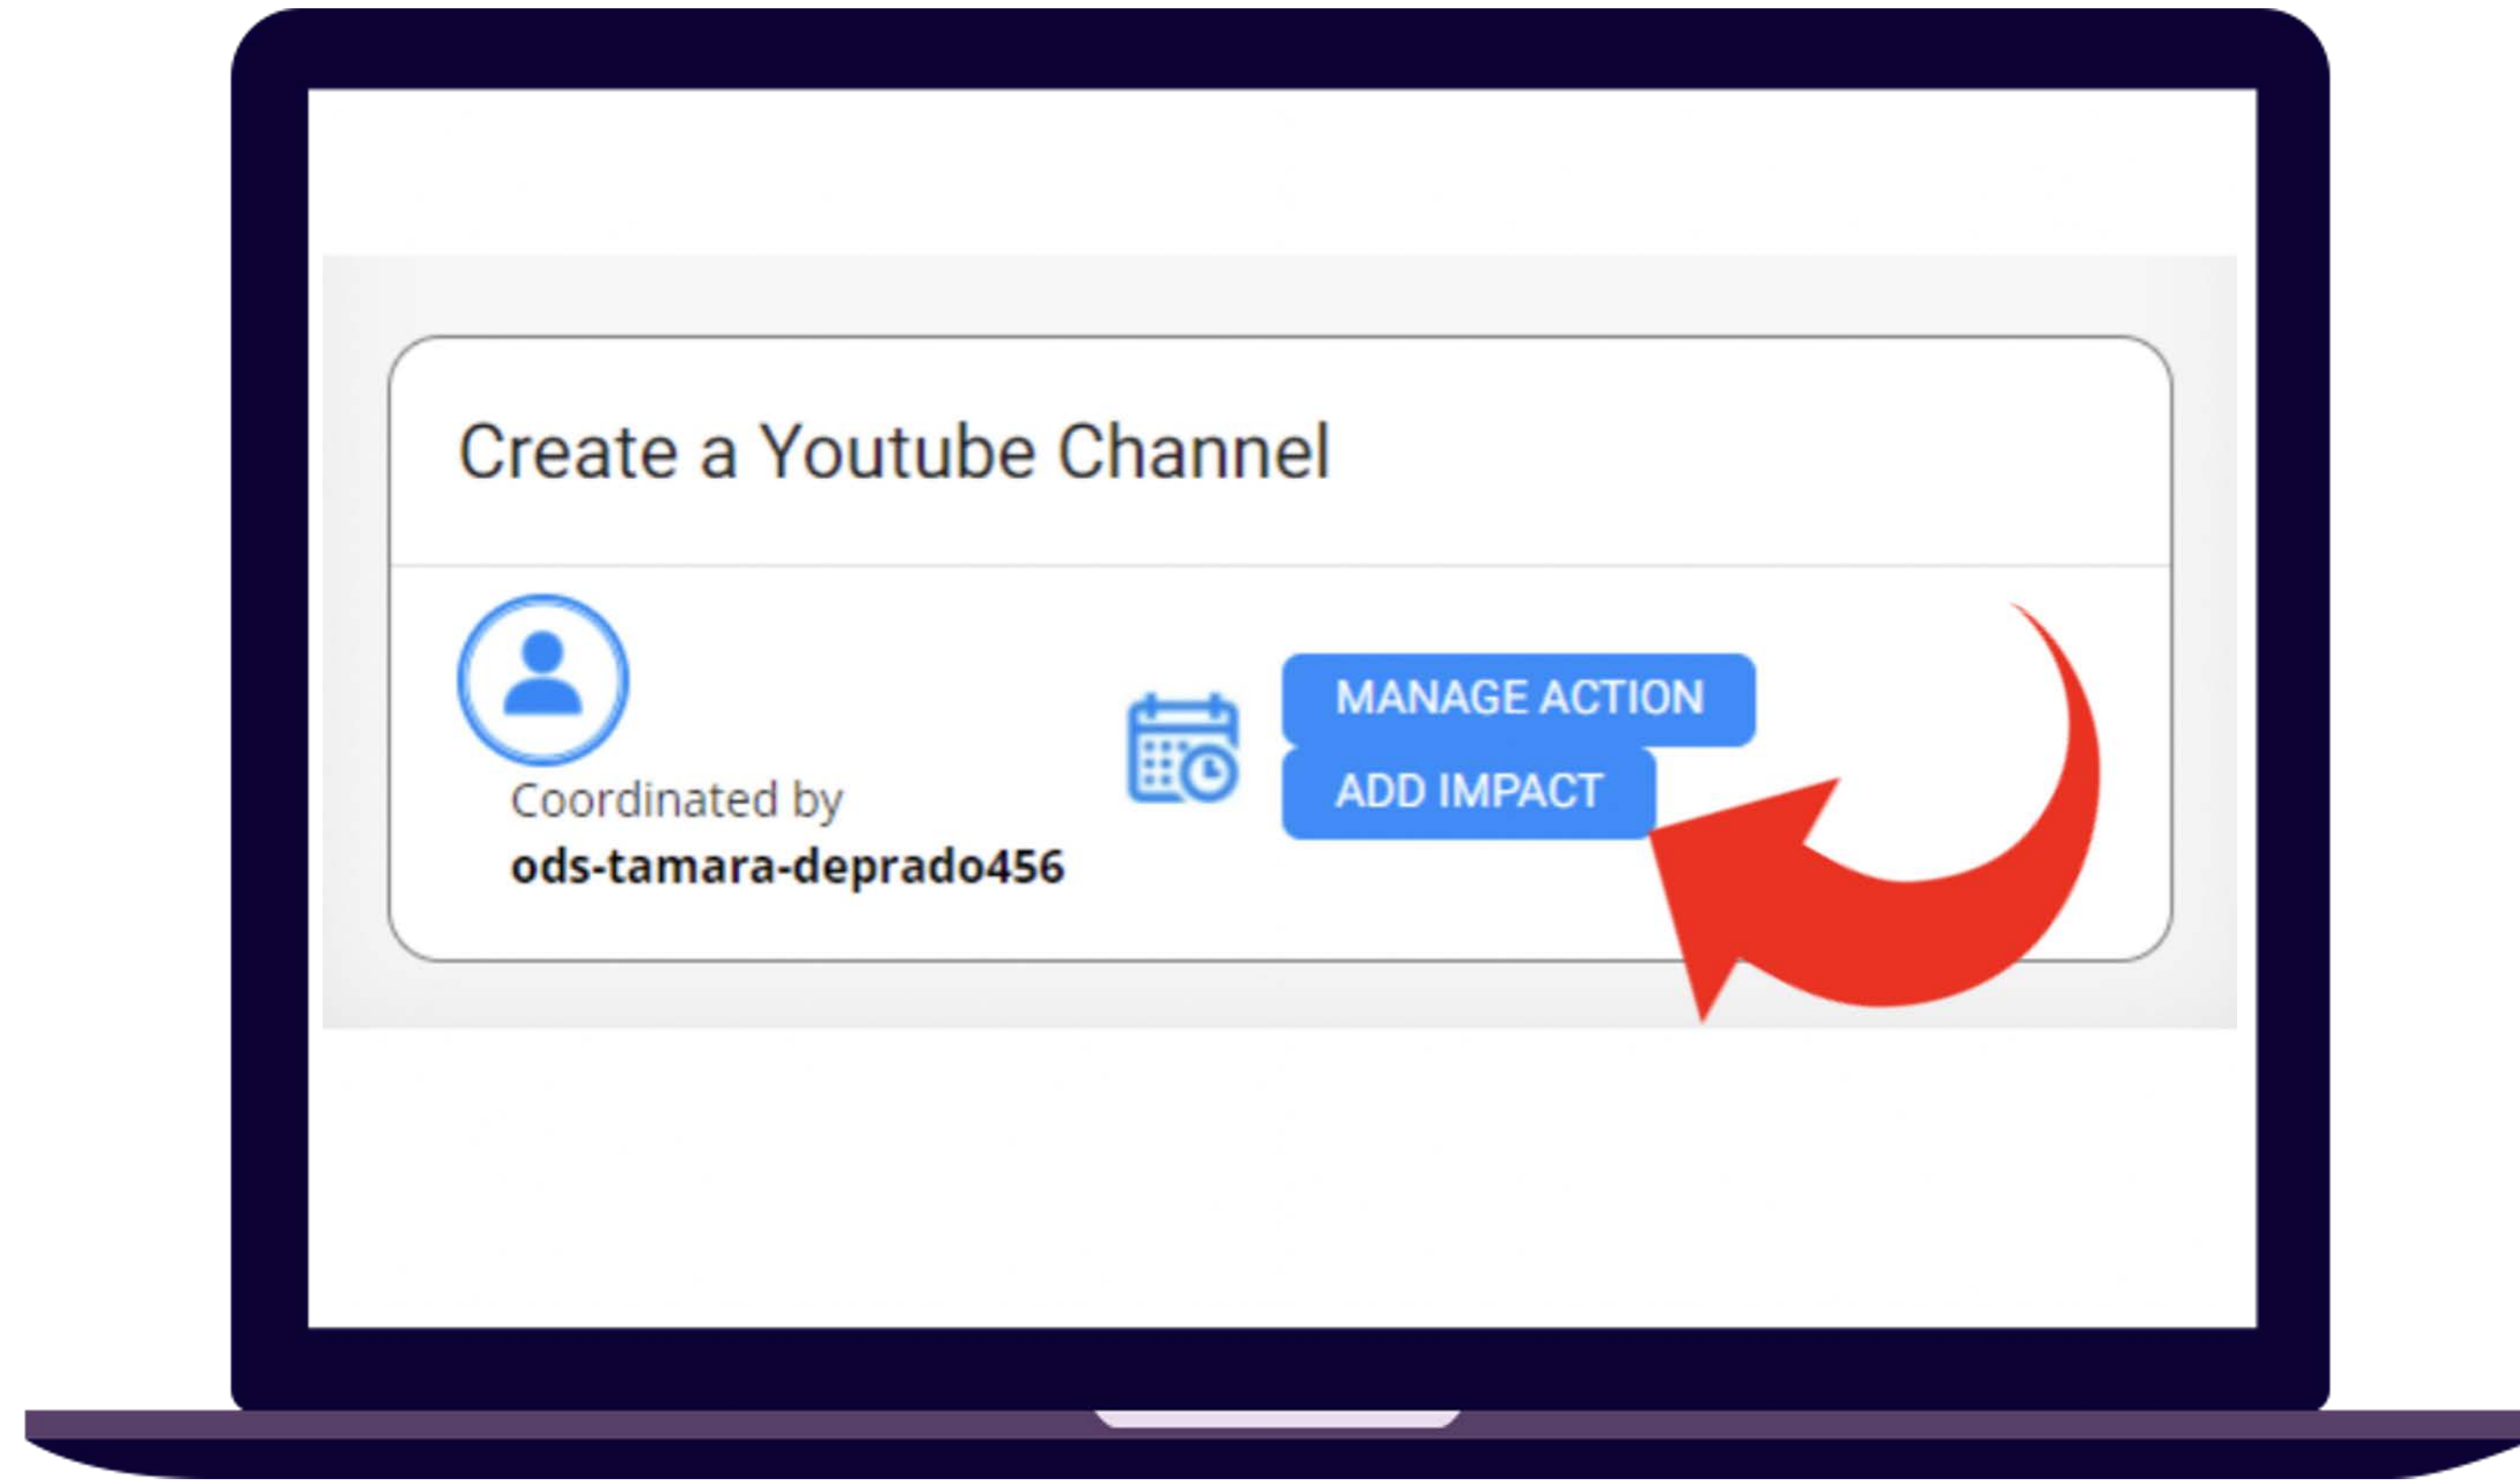 Create a Youtube Channel
MANAGE ACTION
ADD IMPACT
Coordinated by
ods-tamara-deprado456